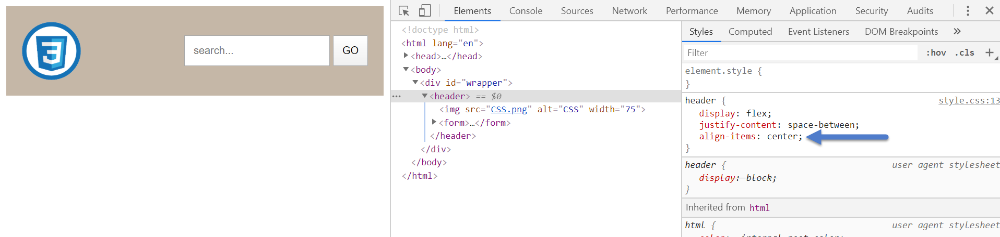 search...
GO
Elements Console Sources Network Performance Memory Application Security Audits
<!doctype html>
<html lang="en">
<head>…</head>
<body>
<div id="wrapper">
<header> == $0
<img src="CSS.png" alt="CSS" width="75">
<form>…</form>
</header>
</div>
</body>
</html>
Styles Computed Event Listeners DOM Breakpoints »
Filter :hov .cls +
element.style {
}
header { style.css:13
display: flex;
justify-content: space-between;
align-items: center;
}
header { user agent stylesheet
display: block;
}
Inherited from html
html { user agent stylesheet